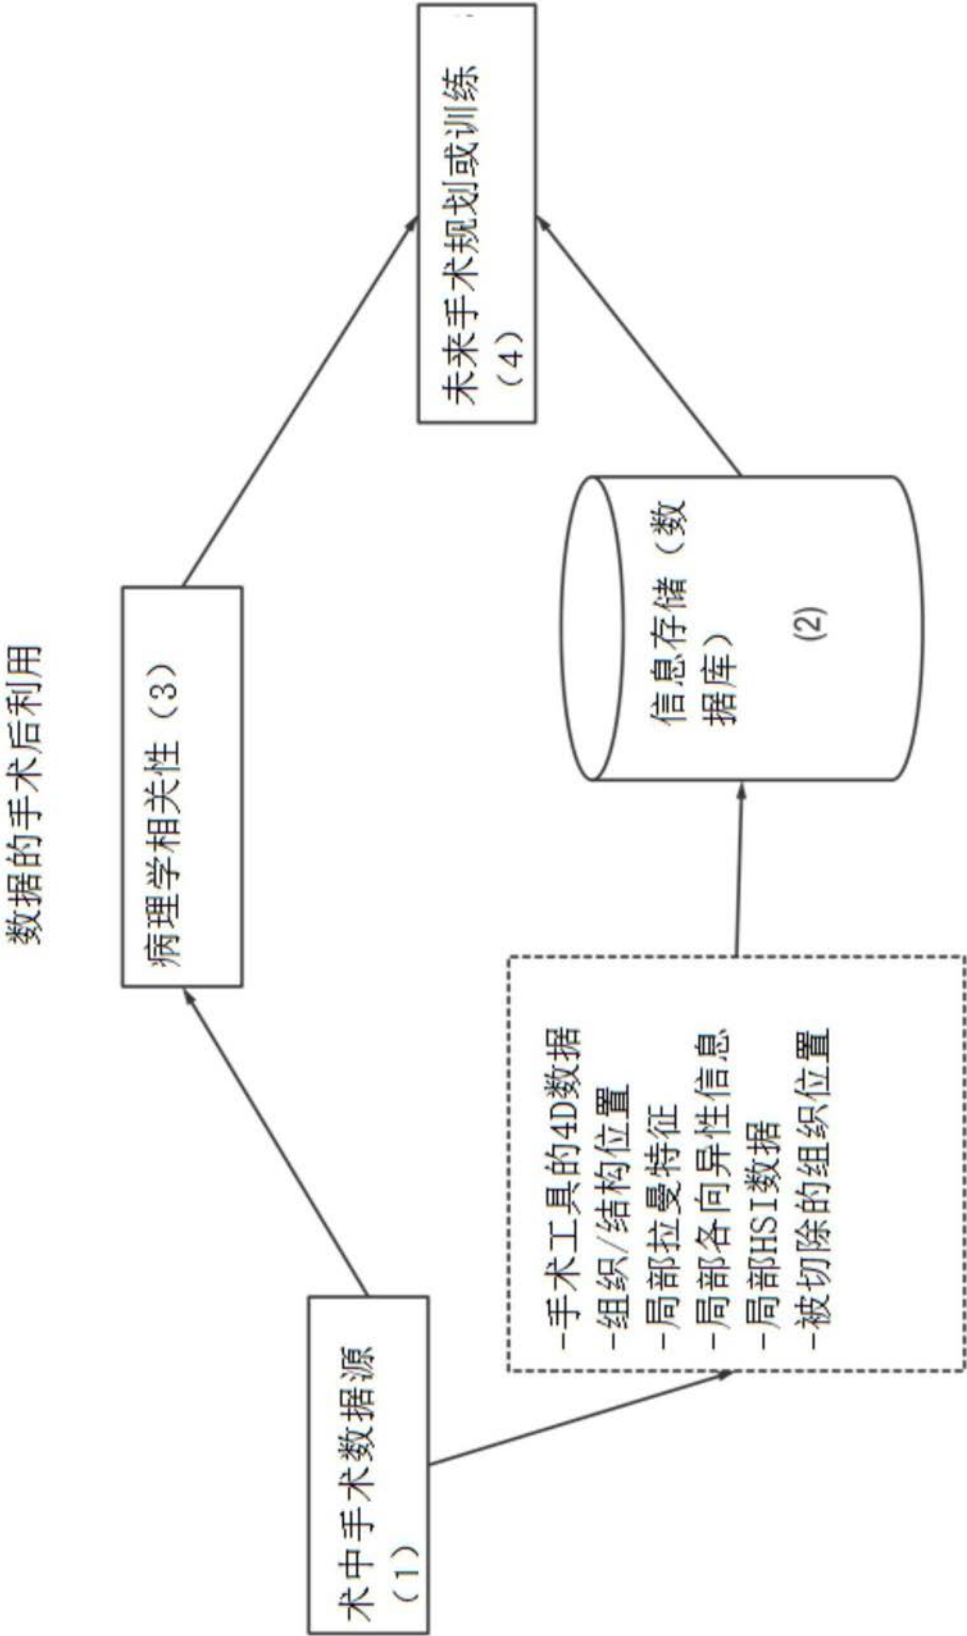 数据的手术后利用
病理学相关性（3）
术中手术数据源
（1）
未来手术规划或训练
（4）
-手术工具的4D数据
-组织/结构位置
-局部拉曼特征
-局部各向异性信息
-局部HSI数据
-被切除的组织位置
信息存储（数
据库）
(2)